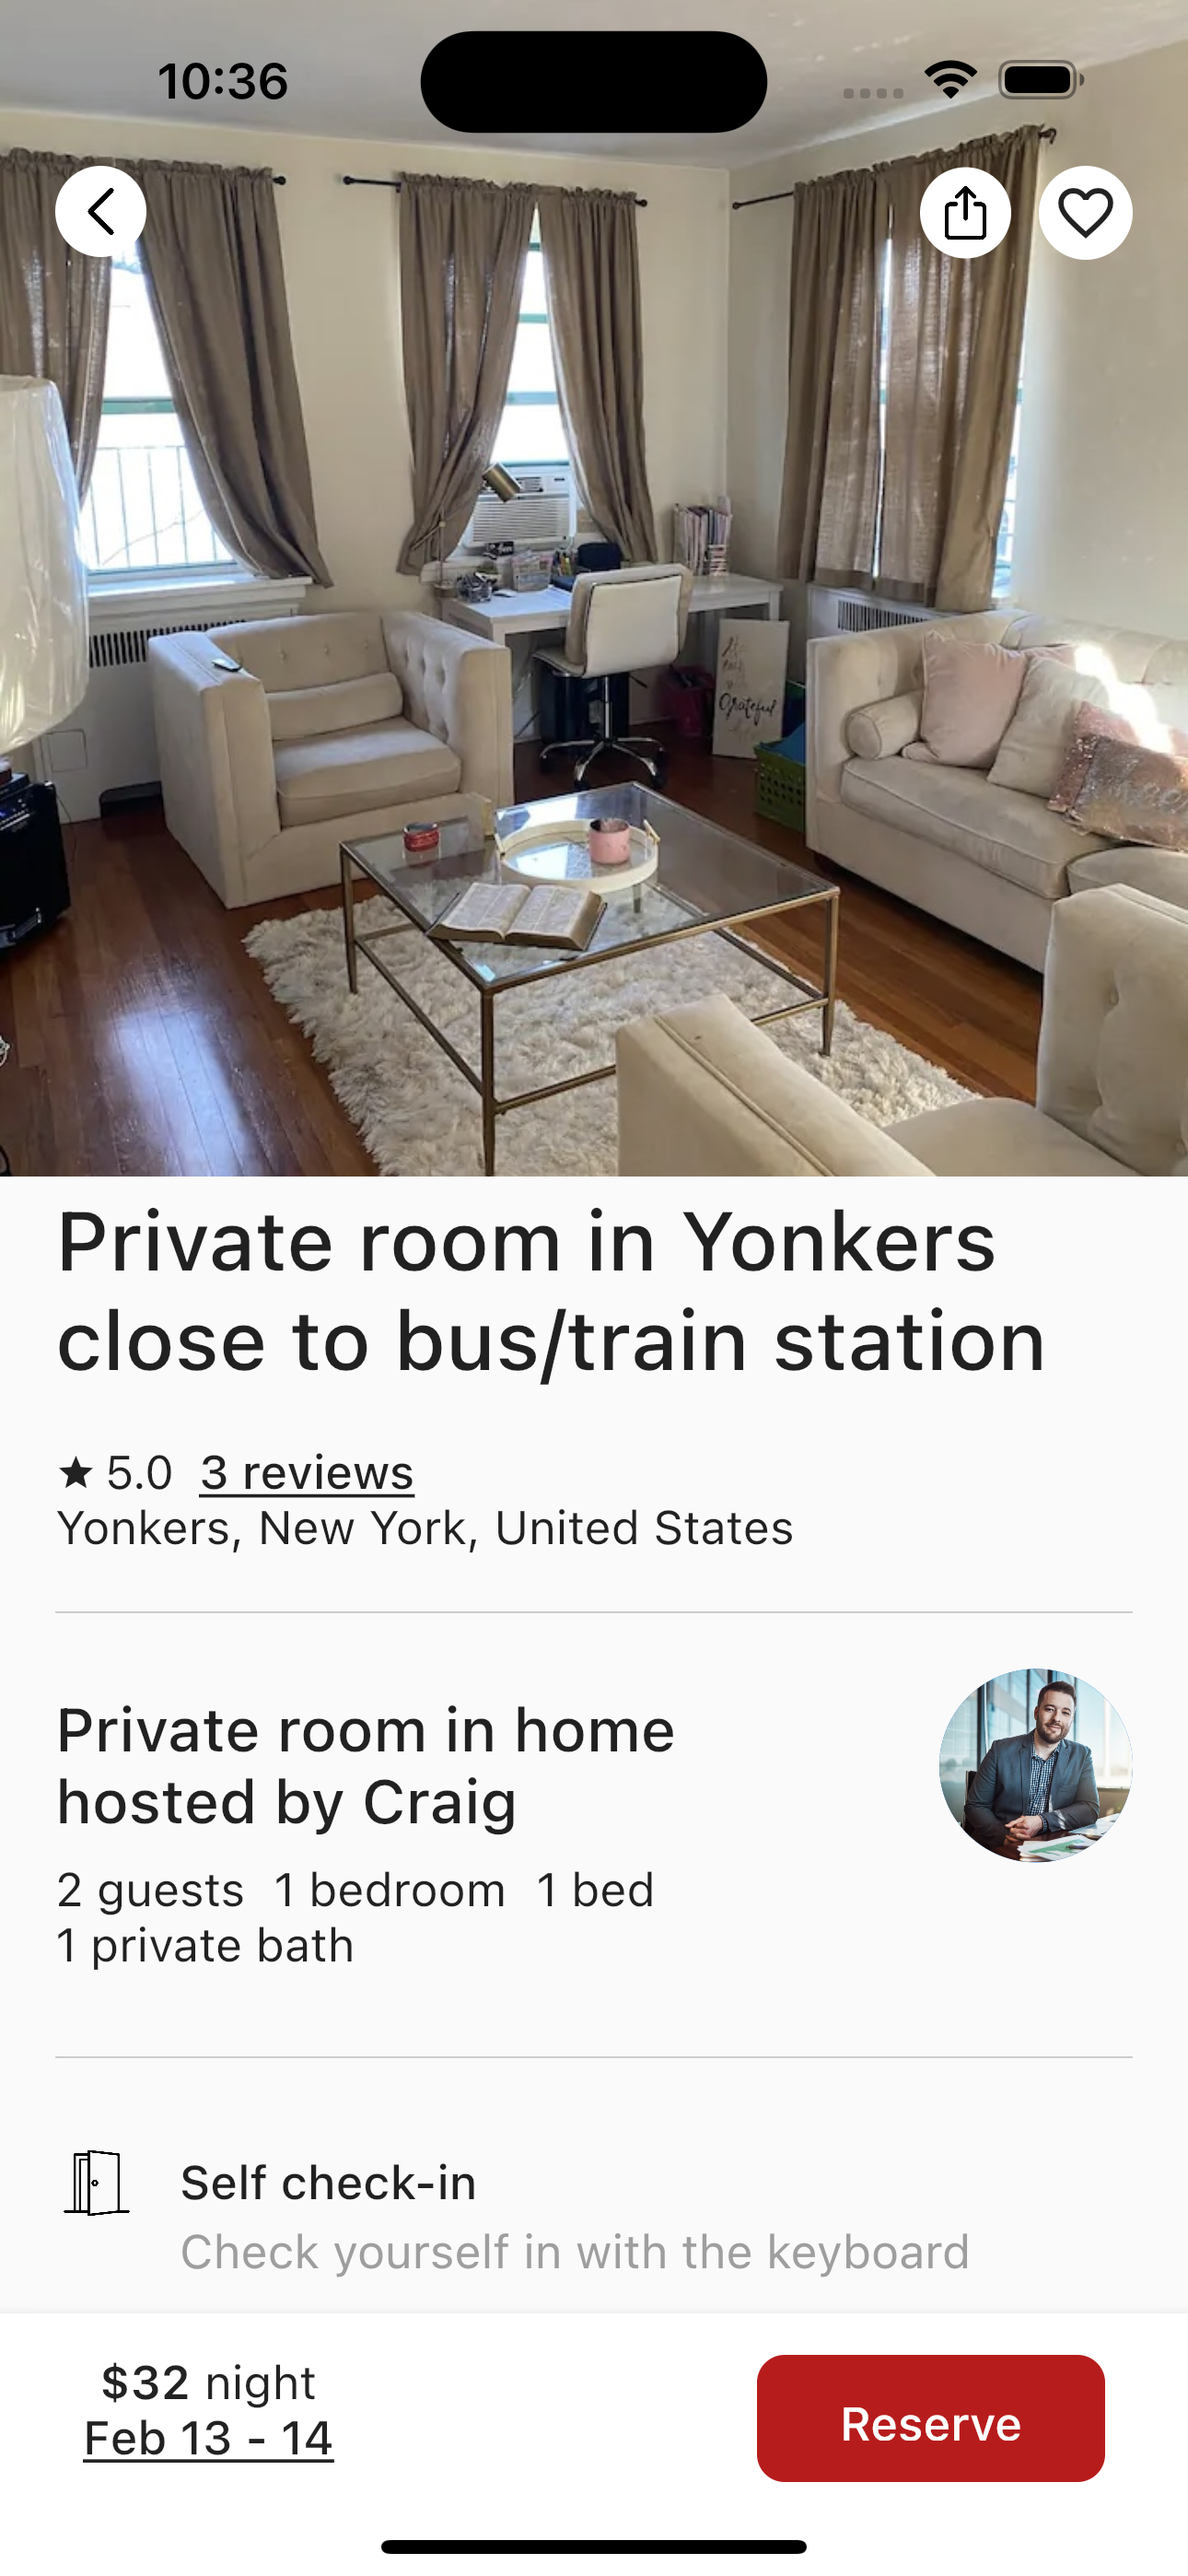 10:36
Grateful
Private room in Yonkers
close to bus/train station
5.0 3 reviews
Yonkers, New York, United States
Private room in home
hosted by Craig
2 guests 1 bedroom 1 bed
1 private bath
Self check-in
Check yourself in with the keyboard
$32 night
Feb 13 - 14
Reserve